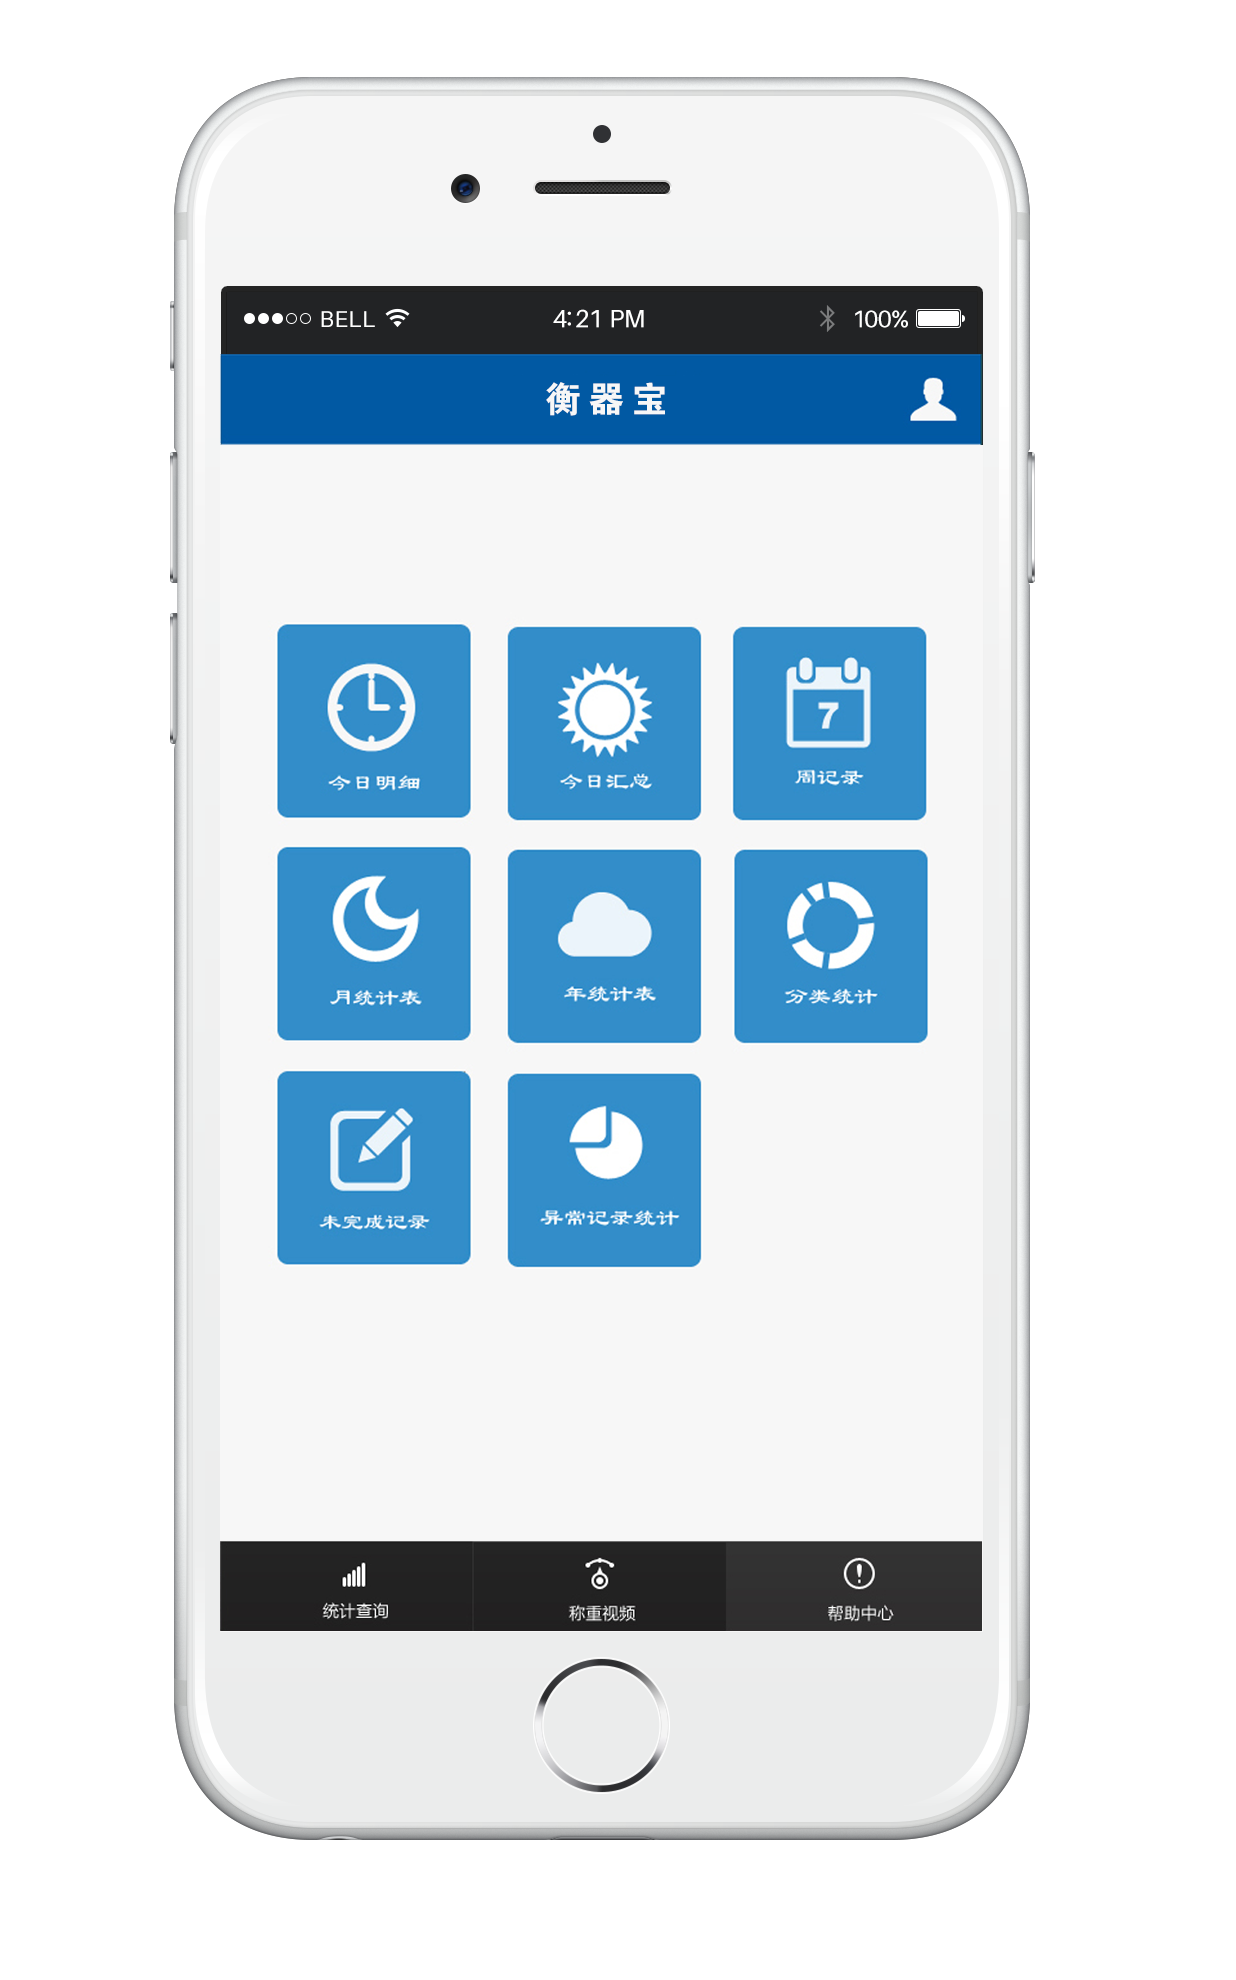 BELL 4:21 PM 100%
衡器宝
今日明细 今日汇总 周记录
7
月统计表 年统计表 分类统计
未完成记录 异常记录统计
统计查询 称重视频 帮助中心